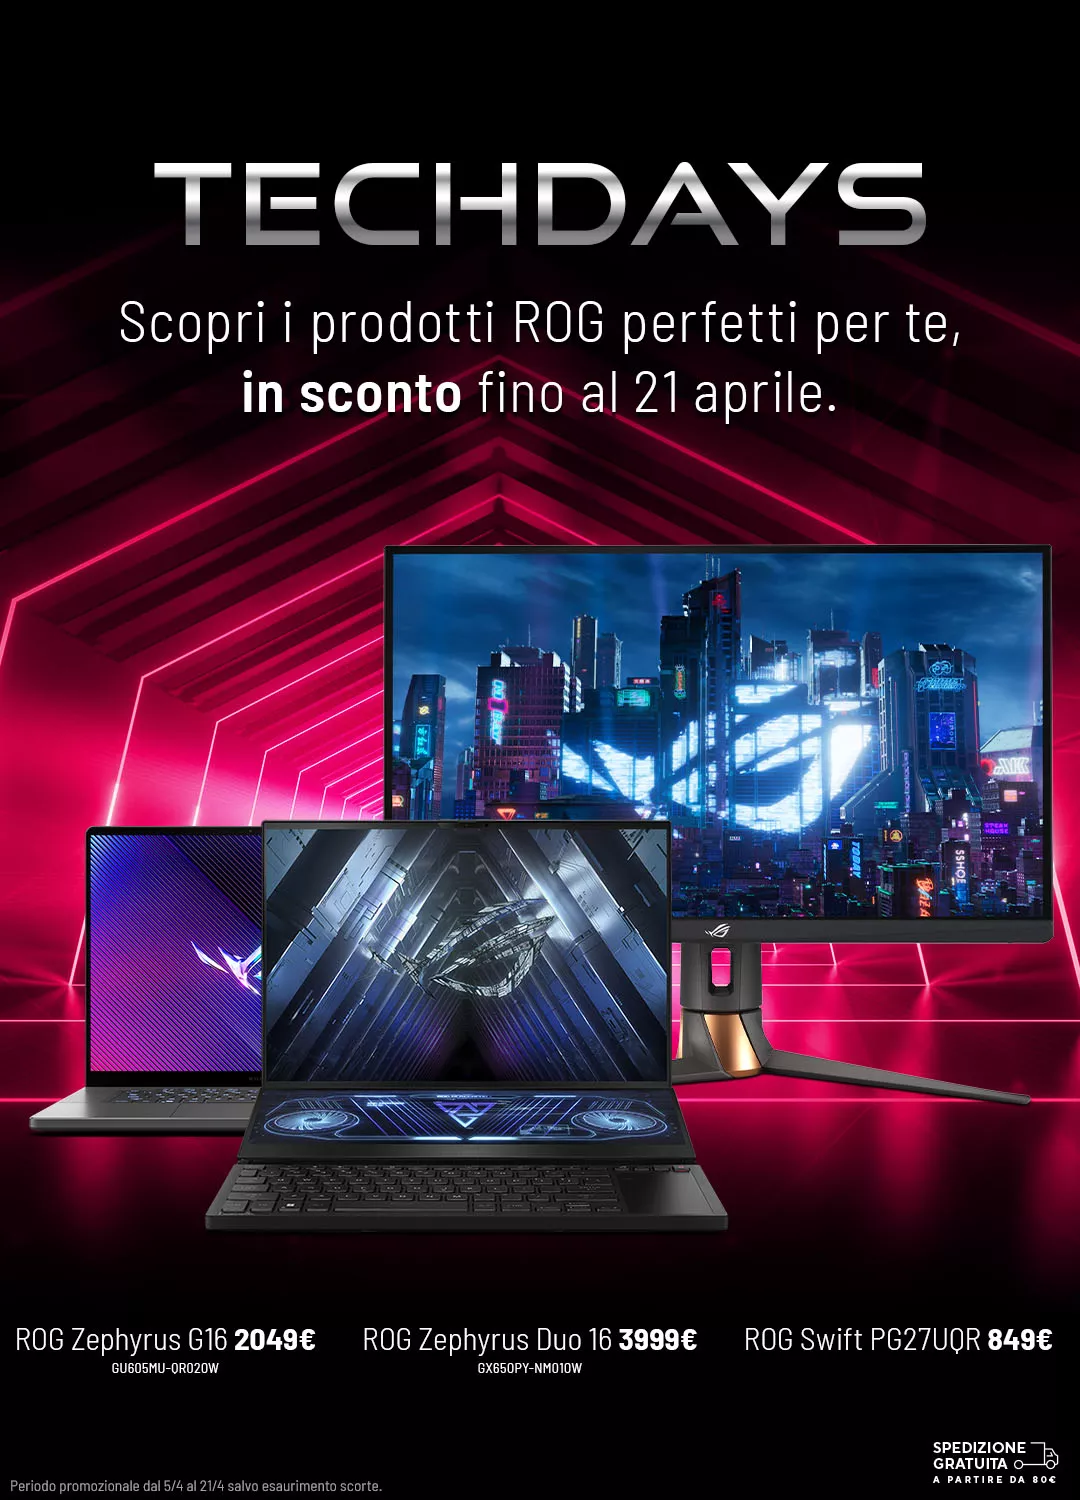 TECHDAYS
Scopri i prodotti ROG perfetti per te,
in sconto fino al 21 aprile.
SSHOE
TODAY
ROG Zephyrus G16 2049€
GU605MU-QR020W
ROG Zephyrus Duo 16 3999€
GX650PY-NM010W
ROG Swift PG27UQR 849€
SPEDIZIONE
GRATUITA
A PARTIRE DA 80€
Periodo promozionale dal 5/4 al 21/4 salvo esaurimento scorte.